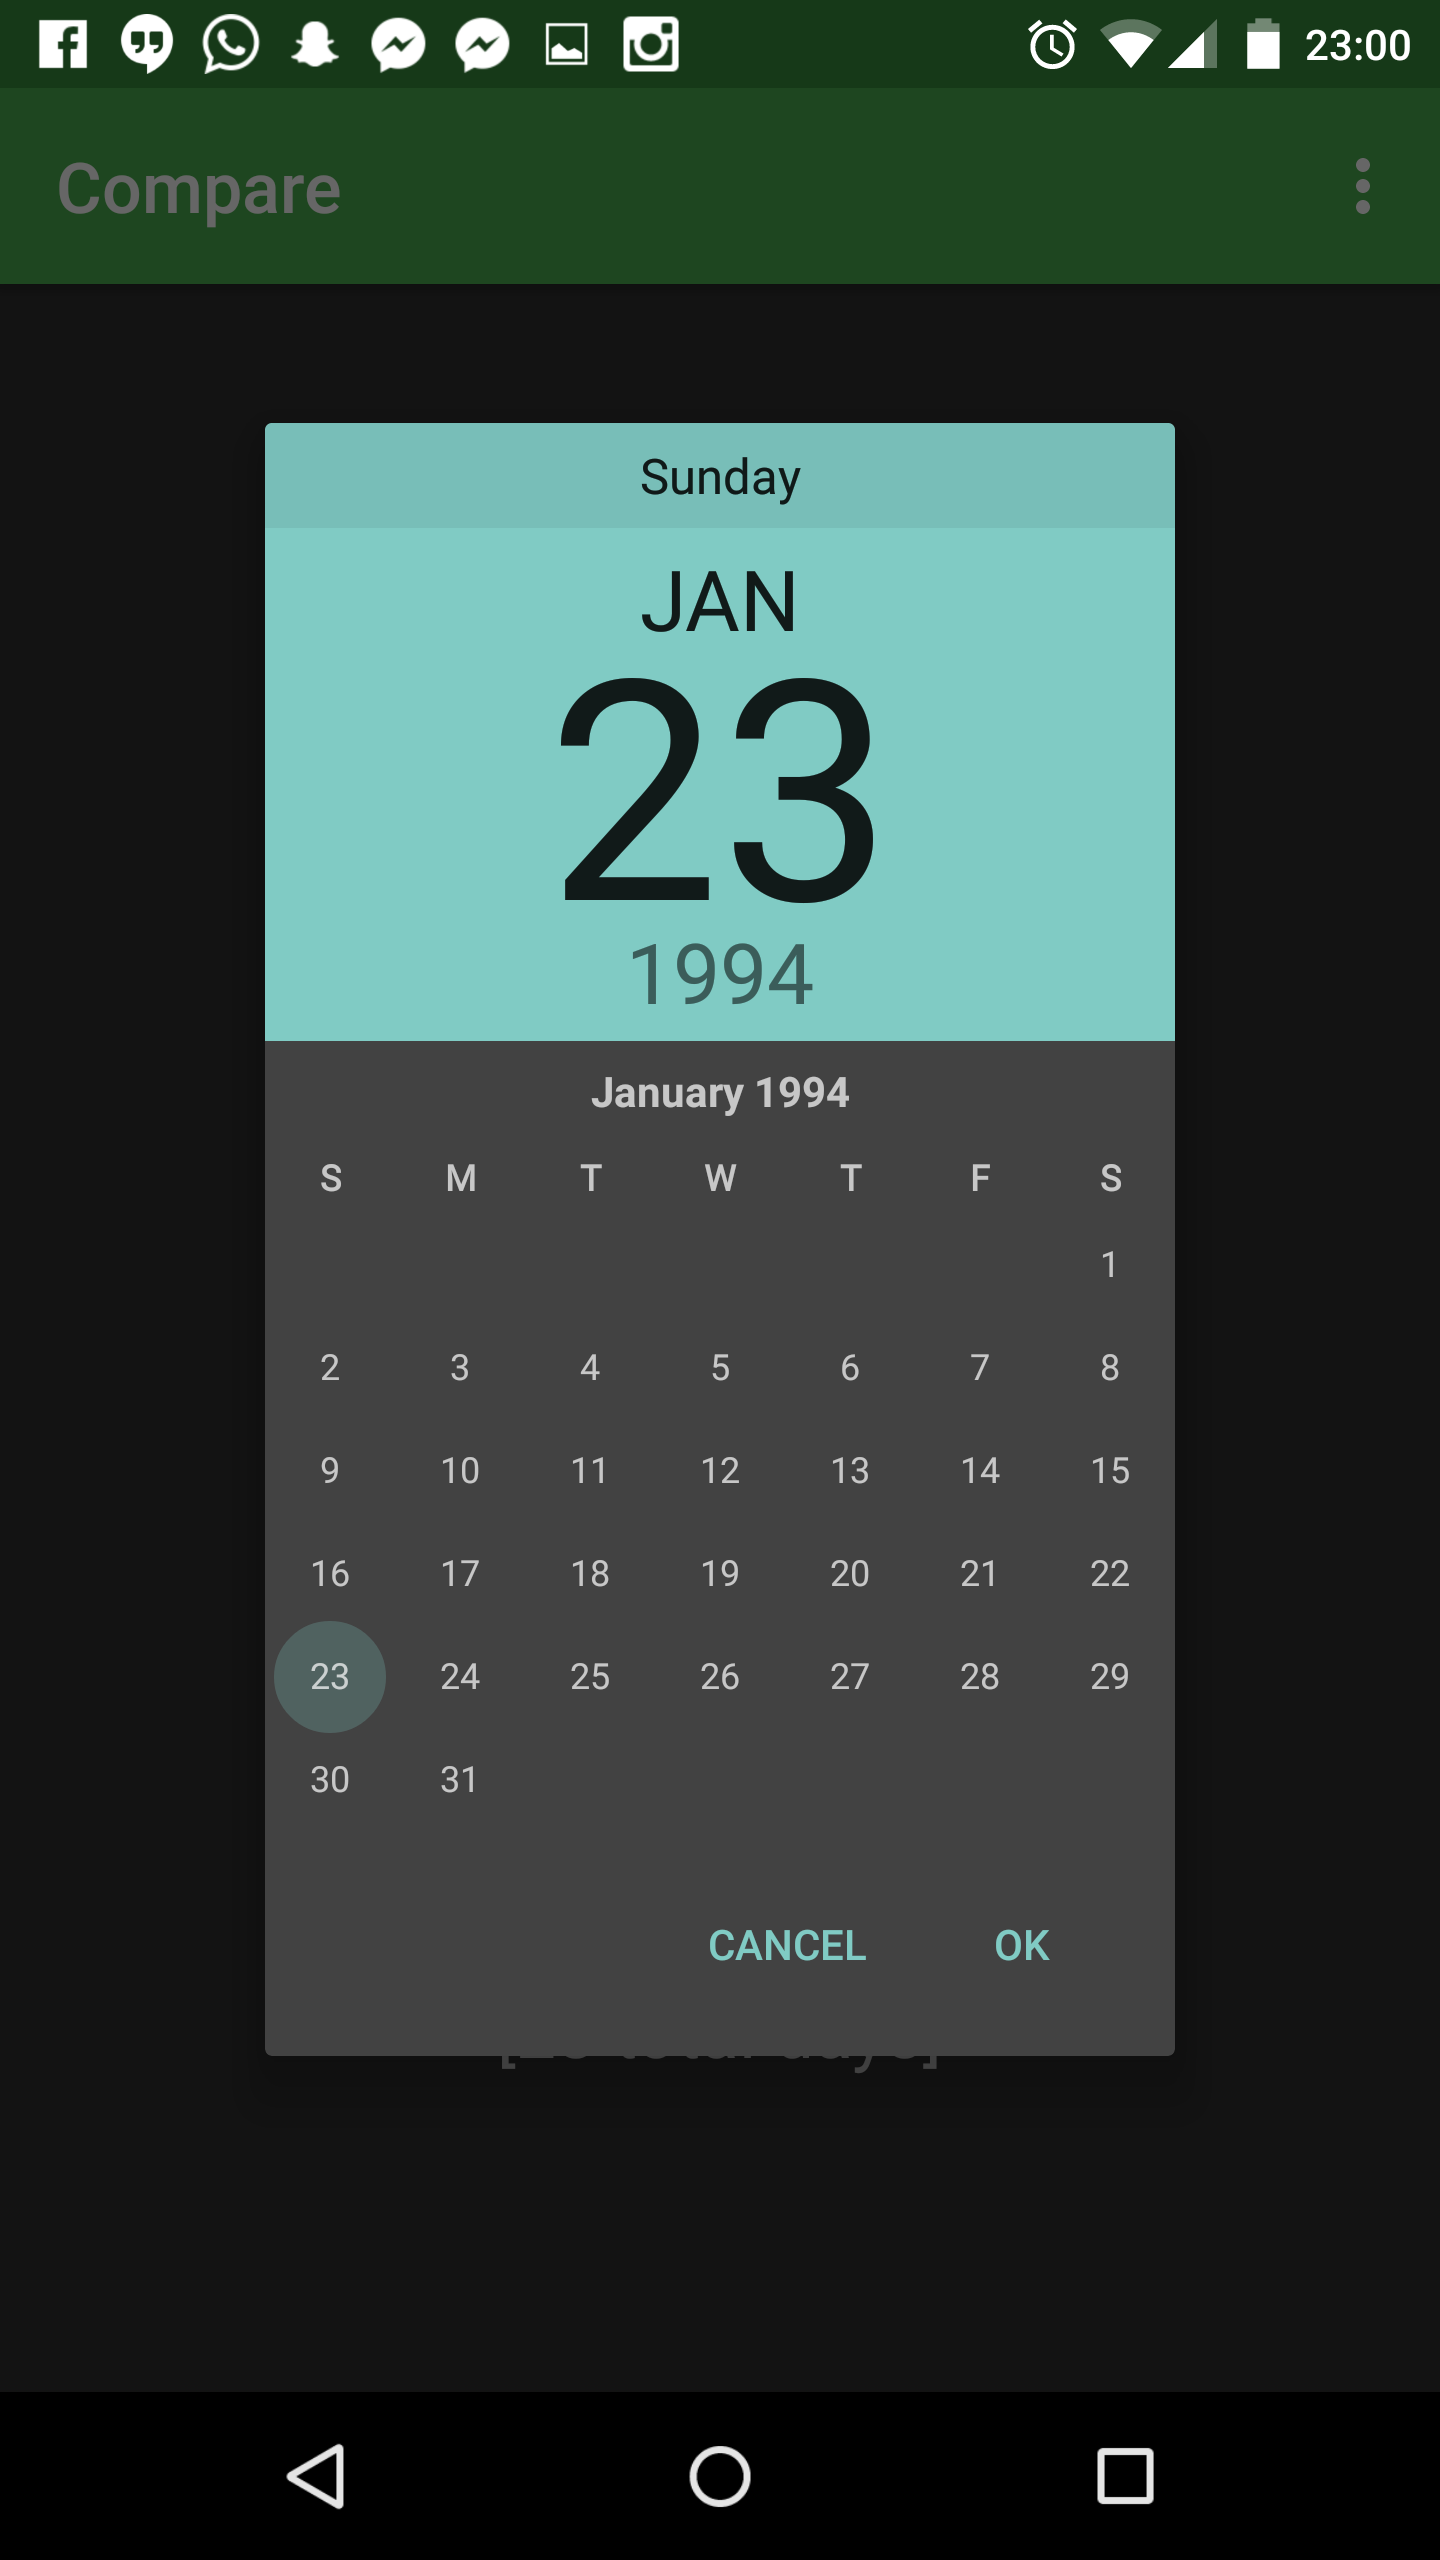 23:00
Compare
Sunday
JAN
23
1994
January 1994
S M T W T F S
1
2 3 4 5 6 7 8
9 10 11 12 13 14 15
16 17 18 19 20 21 22
23 24 25 26 27 28 29
30 31
CANCEL OK
total days]